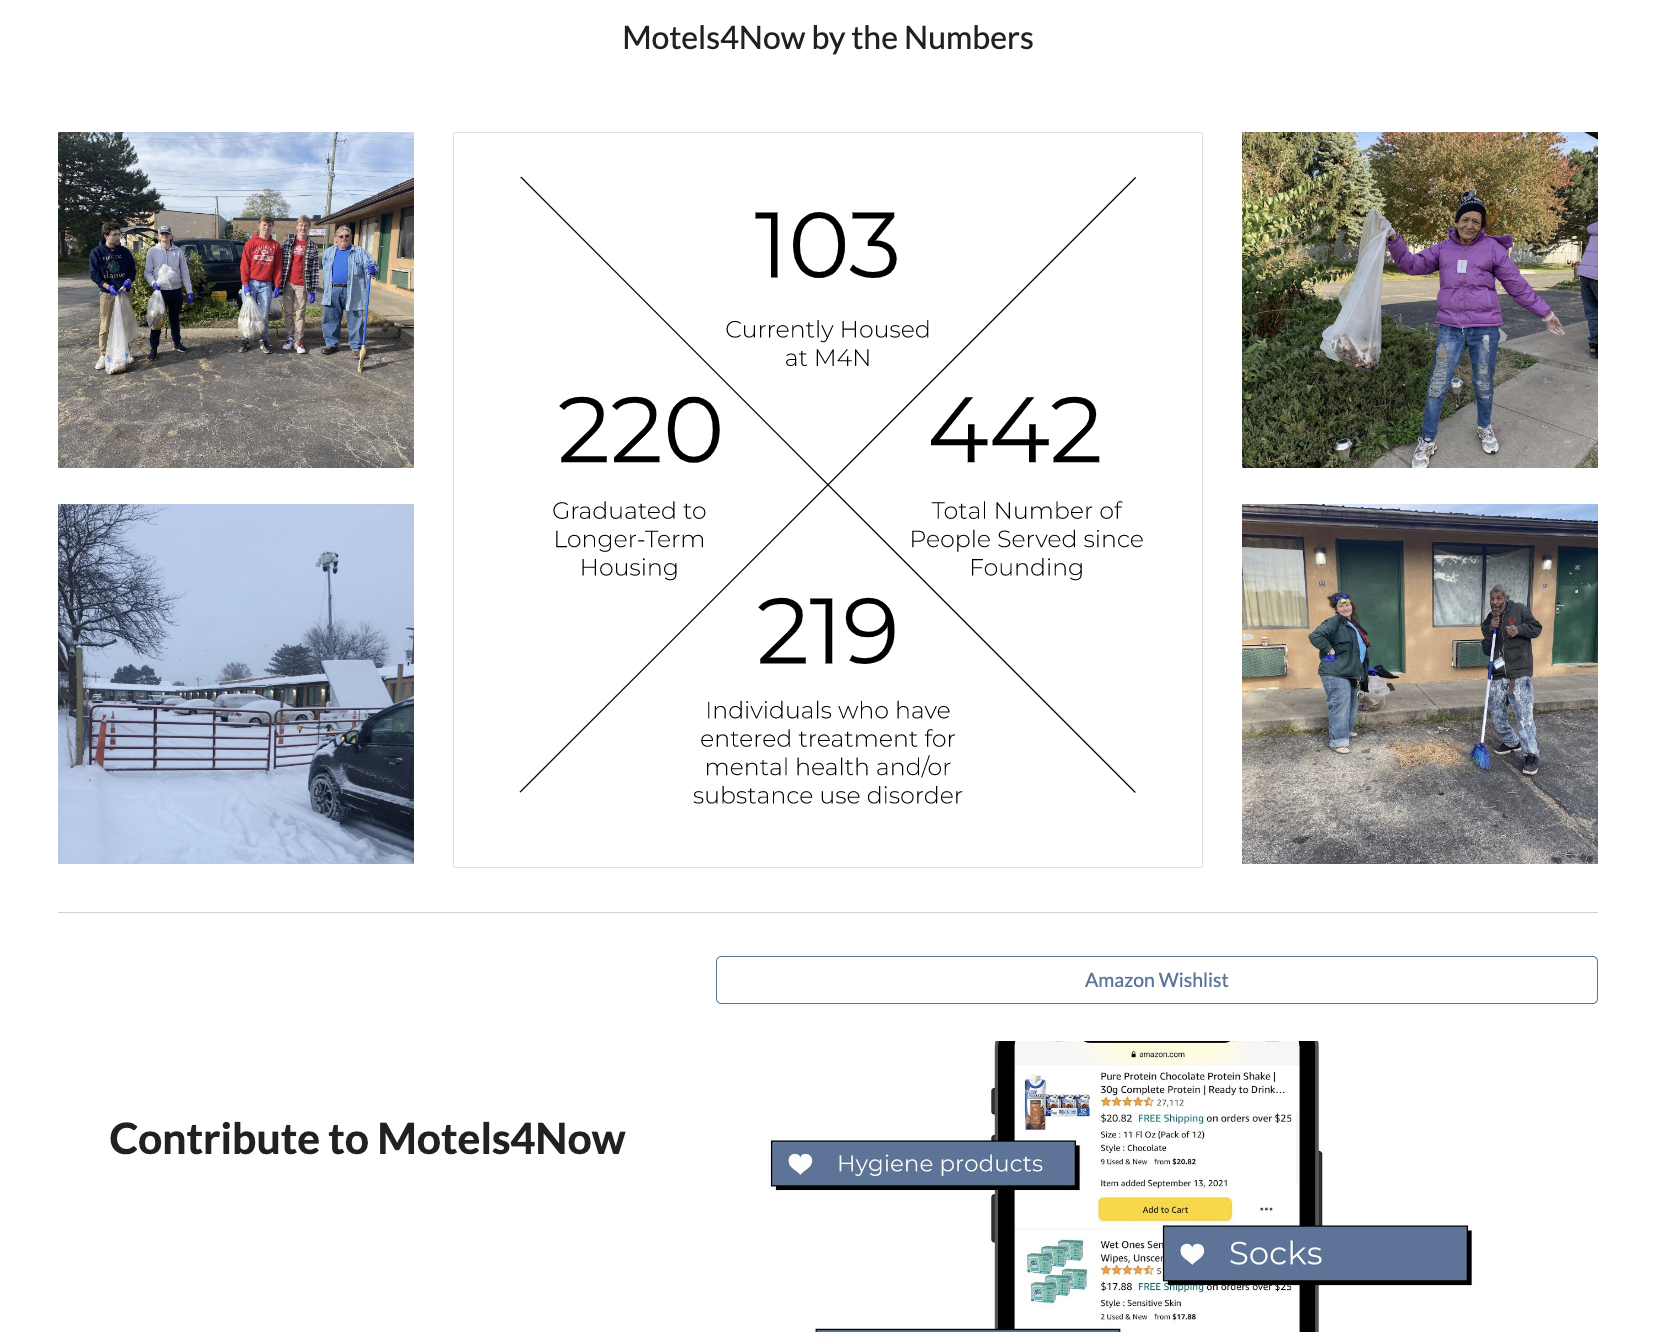 Motels4Now by the Numbers
103
Currently Housed
at M4N
220
Graduated to
Longer-Term
Housing
442
Total Number of
People Served since
Founding
219
Individuals who have
entered treatment for
mental health and/or
substance use disorder
Amazon Wishlist
Contribute to Motels4Now
amazon.com
Pure Protein Chocolate Protein Shake |
30g Complete Protein | Ready to Drink...
27,112
$20.82 FREE Shipping on orders over $25
Size : 11 Fl Oz (Pack of 12)
Style : Chocolate
9 Used & New from $20.82
Item added September 13, 2021
Add to Cart
Hygiene products
Wet Ones
Wipes,
Socks
$17.88 FREE Shipping on orders over $25
Style : Sensitive Skin
2 Used & New from $17.88